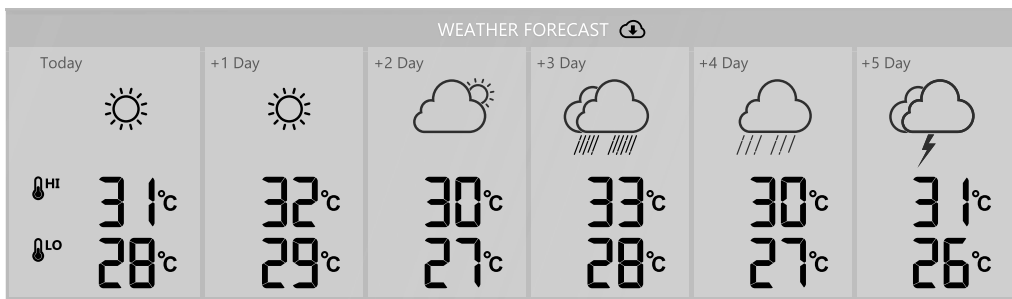 WEATHER FORECAST
Today +1 Day +2 Day +3 Day +4 Day +5 Day
HI 31°C 32°C 30°C 33°C 30°C 31°C
LO 28°C 29°C 27°C 28°C 27°C 26°C